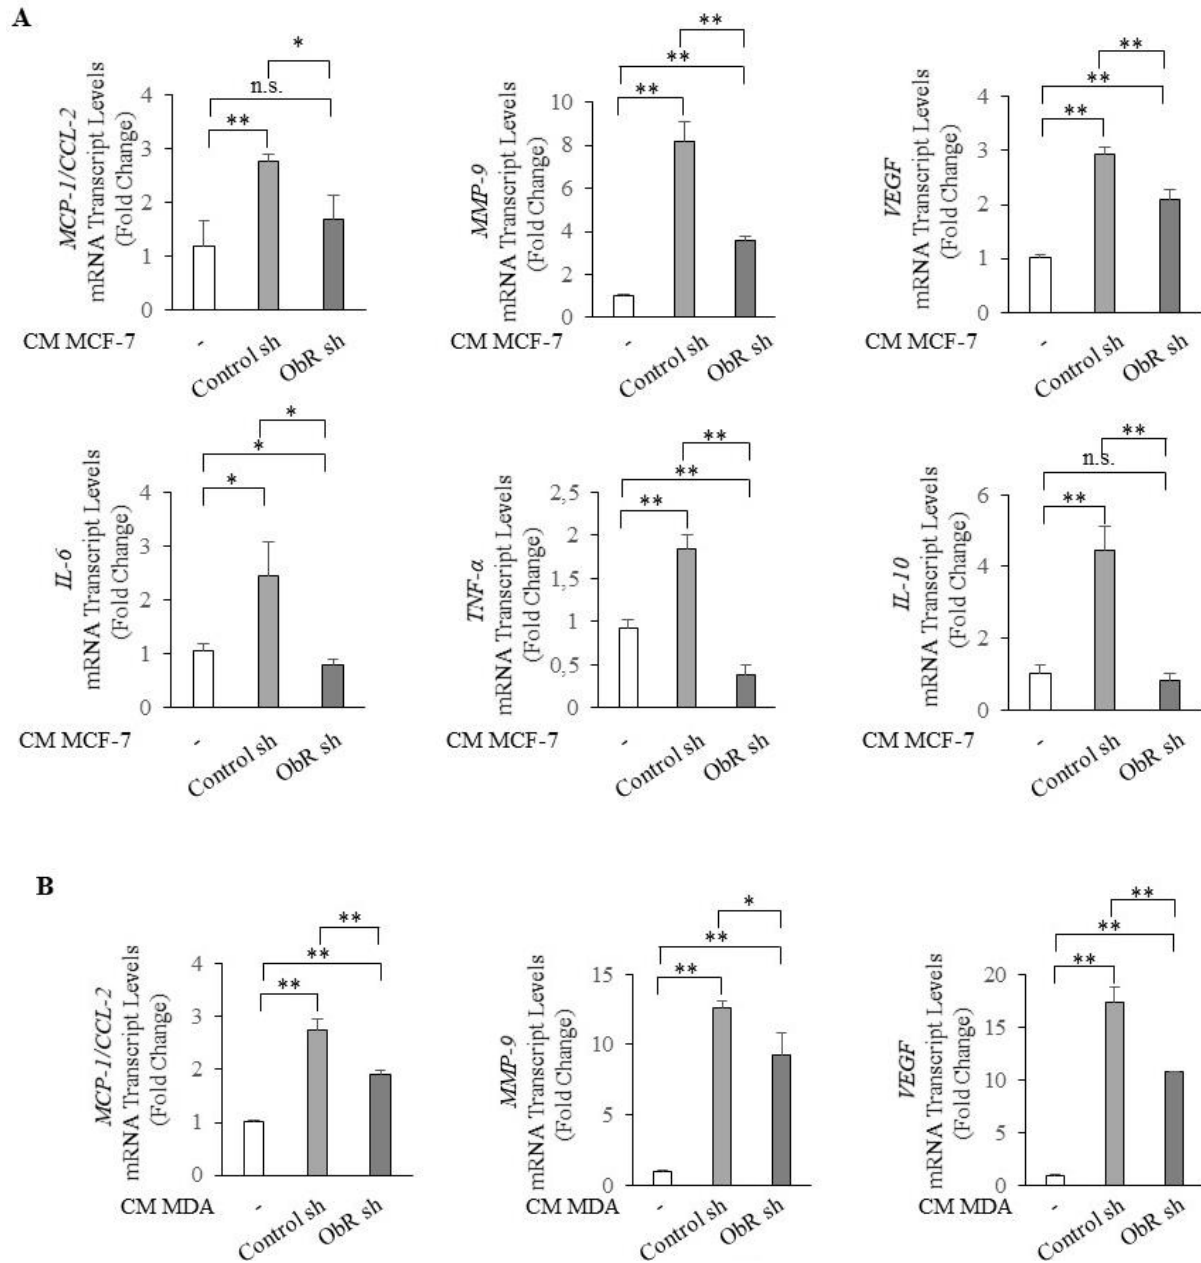 A
*
n.s.
**
MCP-1/CCL-2
mRNA Transcript Levels
(Fold Change)
4
3
2
1
0
CM MCF-7
-
Control sh
ObR sh
**
**
**
MMP-9
mRNA Transcript Levels
(Fold Change)
10
8
6
4
2
0
CM MCF-7
-
Control sh
ObR sh
**
**
**
VEGF
mRNA Transcript Levels
(Fold Change)
4
3
2
1
0
CM MCF-7
-
Control sh
ObR sh
*
*
*
IL-6
mRNA Transcript Levels
(Fold Change)
4
3
2
1
0
CM MCF-7
-
Control sh
ObR sh
**
**
**
TNF-α
mRNA Transcript Levels
(Fold Change)
2,5
2
1,5
1
0,5
0
CM MCF-7
-
Control sh
ObR sh
**
n.s.
**
IL-10
mRNA Transcript Levels
(Fold Change)
6
4
2
0
CM MCF-7
-
Control sh
ObR sh
B
**
**
**
MCP-1/CCL-2
mRNA Transcript Levels
(Fold Change)
4
3
2
1
0
CM MDA
-
Control sh
ObR sh
*
**
**
MMP-9
mRNA Transcript Levels
(Fold Change)
15
10
5
0
CM MDA
-
Control sh
ObR sh
**
**
**
VEGF
mRNA Transcript Levels
(Fold Change)
20
15
10
5
0
CM MDA
-
Control sh
ObR sh